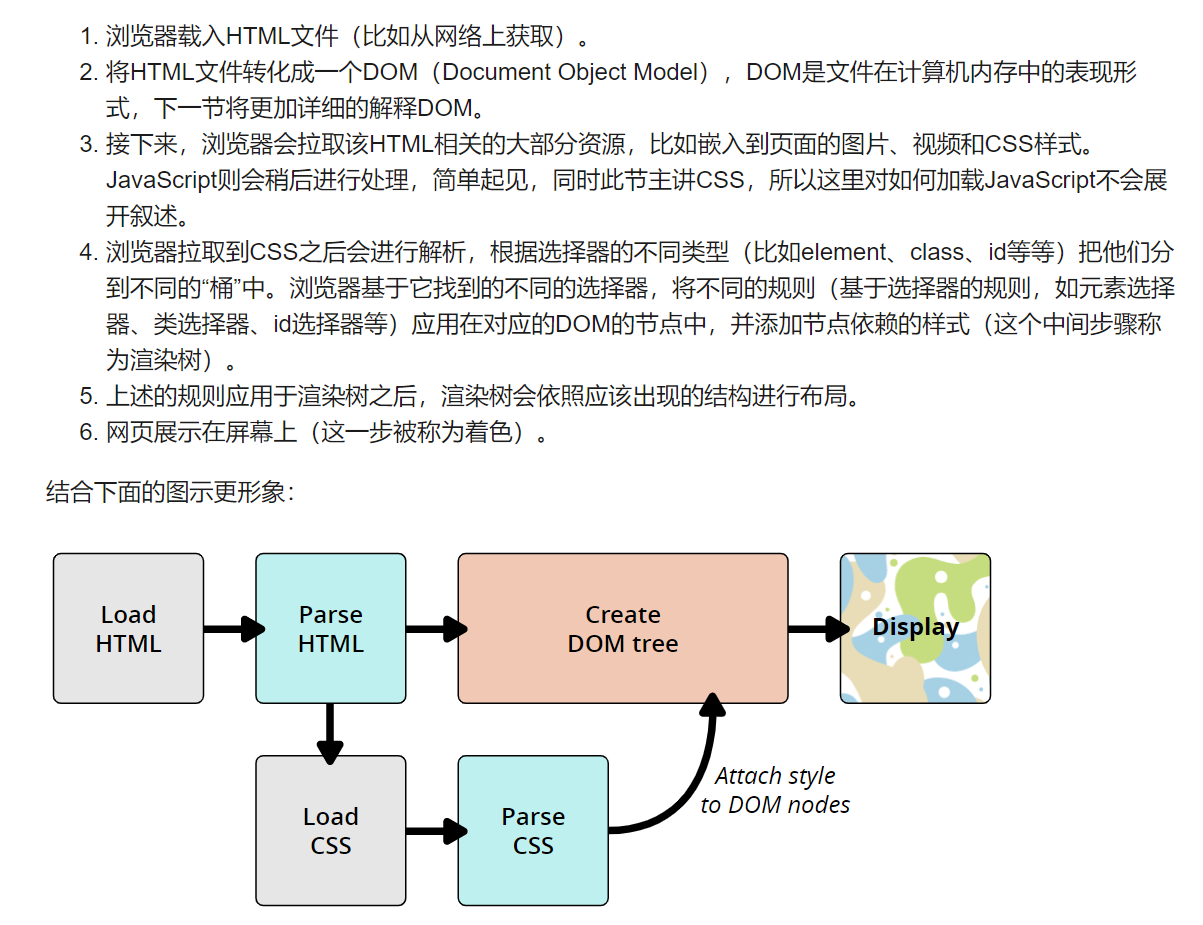 1. 浏览器载入HTML文件（比如从网络上获取）。
2. 将HTML文件转化成一个DOM（Document Object Model），DOM是文件在计算机内存中的表现形
式，下一节将更加详细的解释DOM。
3. 接下来，浏览器会拉取该HTML相关的大部分资源，比如嵌入到页面的图片、视频和CSS样式。
JavaScript则会稍后进行处理，简单起见，同时此节主讲CSS，所以这里对如何加载JavaScript不会展
开叙述。
4. 浏览器拉取到CSS之后会进行解析，根据选择器的不同类型（比如element、class、id等等）把他们分
到不同的“桶”中。浏览器基于它找到的不同的选择器，将不同的规则（基于选择器的规则，如元素选择
器、类选择器、id选择器等）应用在对应的DOM的节点中，并添加节点依赖的样式（这个中间步骤称
为渲染树）。
5. 上述的规则应用于渲染树之后，渲染树会依照应该出现的结构进行布局。
6. 网页展示在屏幕上（这一步被称为着色）。
结合下面的图示更形象：
Load
HTML
Parse
HTML
Create
DOM tree
Display
Load
CSS
Parse
CSS
Attach style
to DOM nodes